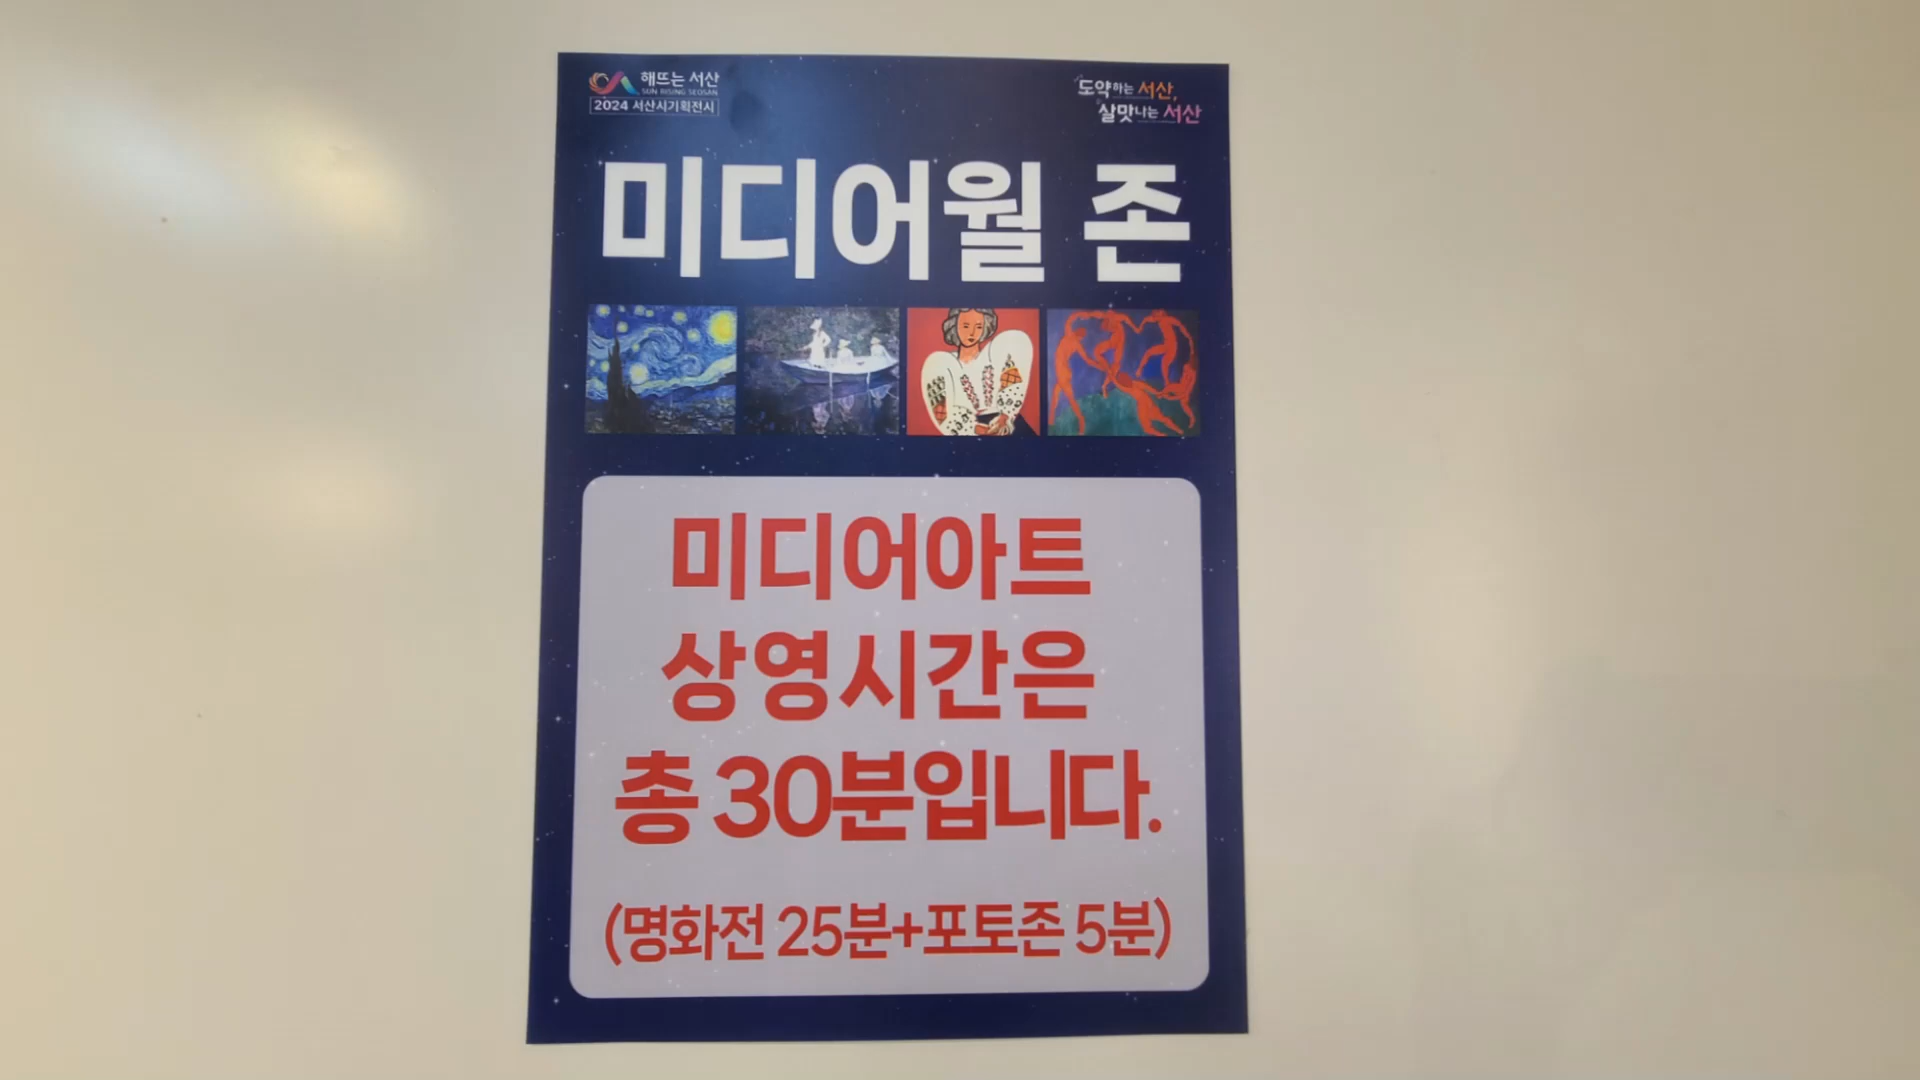 해뜨는 서산
SUN RISING SEOSAN
2024 서산시기획전시
도약하는 서산,
살맛나는 서산
미디어월 존
미디어아트
상영시간은
총 30분입니다.
(명화전 25분+포토존 5분)